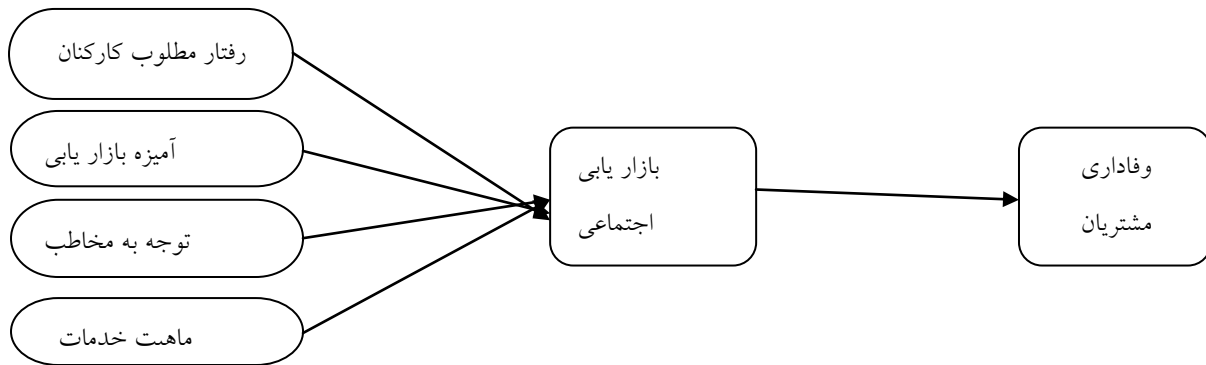 رفتار مطلوب کارکنان
آمیزه بازار یابی
توجه به مخاطب
ماهیت خدمات
بازار یابی
اجتماعی
وفاداری
مشتریان